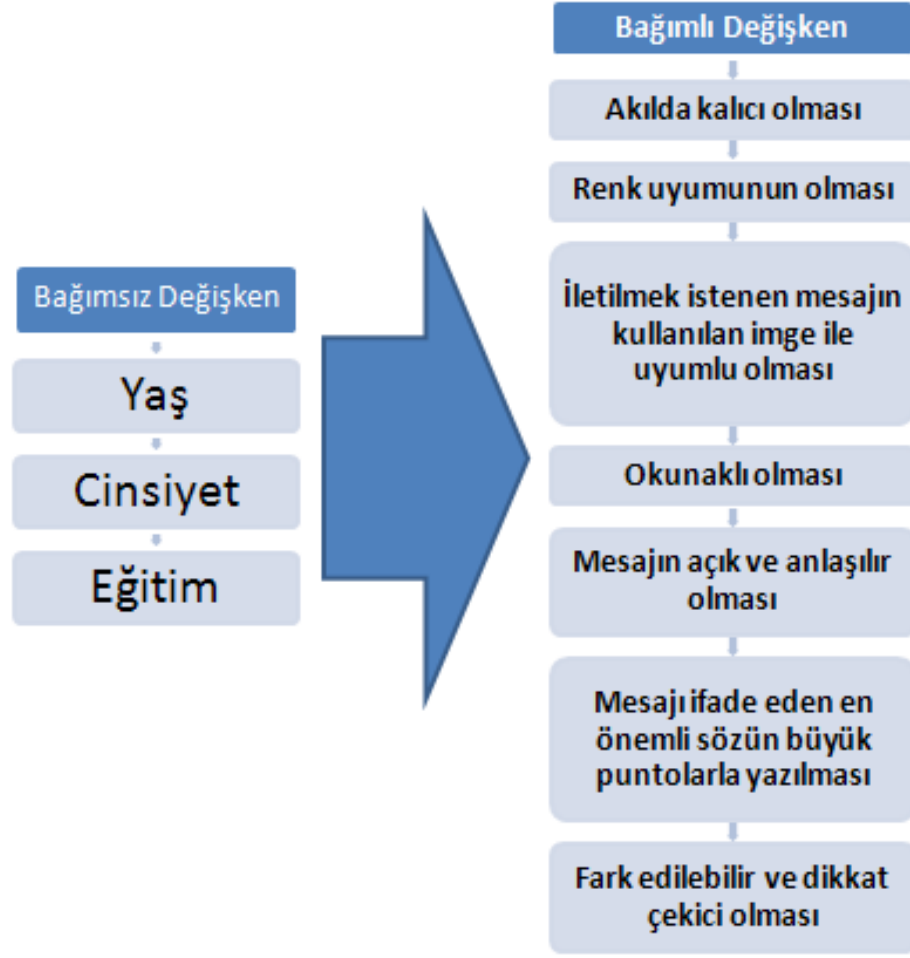 Bağımsız Değişken
Yaş
Cinsiyet
Eğitim
Bağımlı Değişken
Akılda kalıcı olması
Renk uyumunun olması
İletilmek istenen mesajın
kullanılan imge ile
uyumlu olması
Okunaklı olması
Mesajın açık ve anlaşılır
olması
Mesajı ifade eden en
önemli sözün büyük
puntolarla yazılması
Fark edilebilir ve dikkat
çekici olması